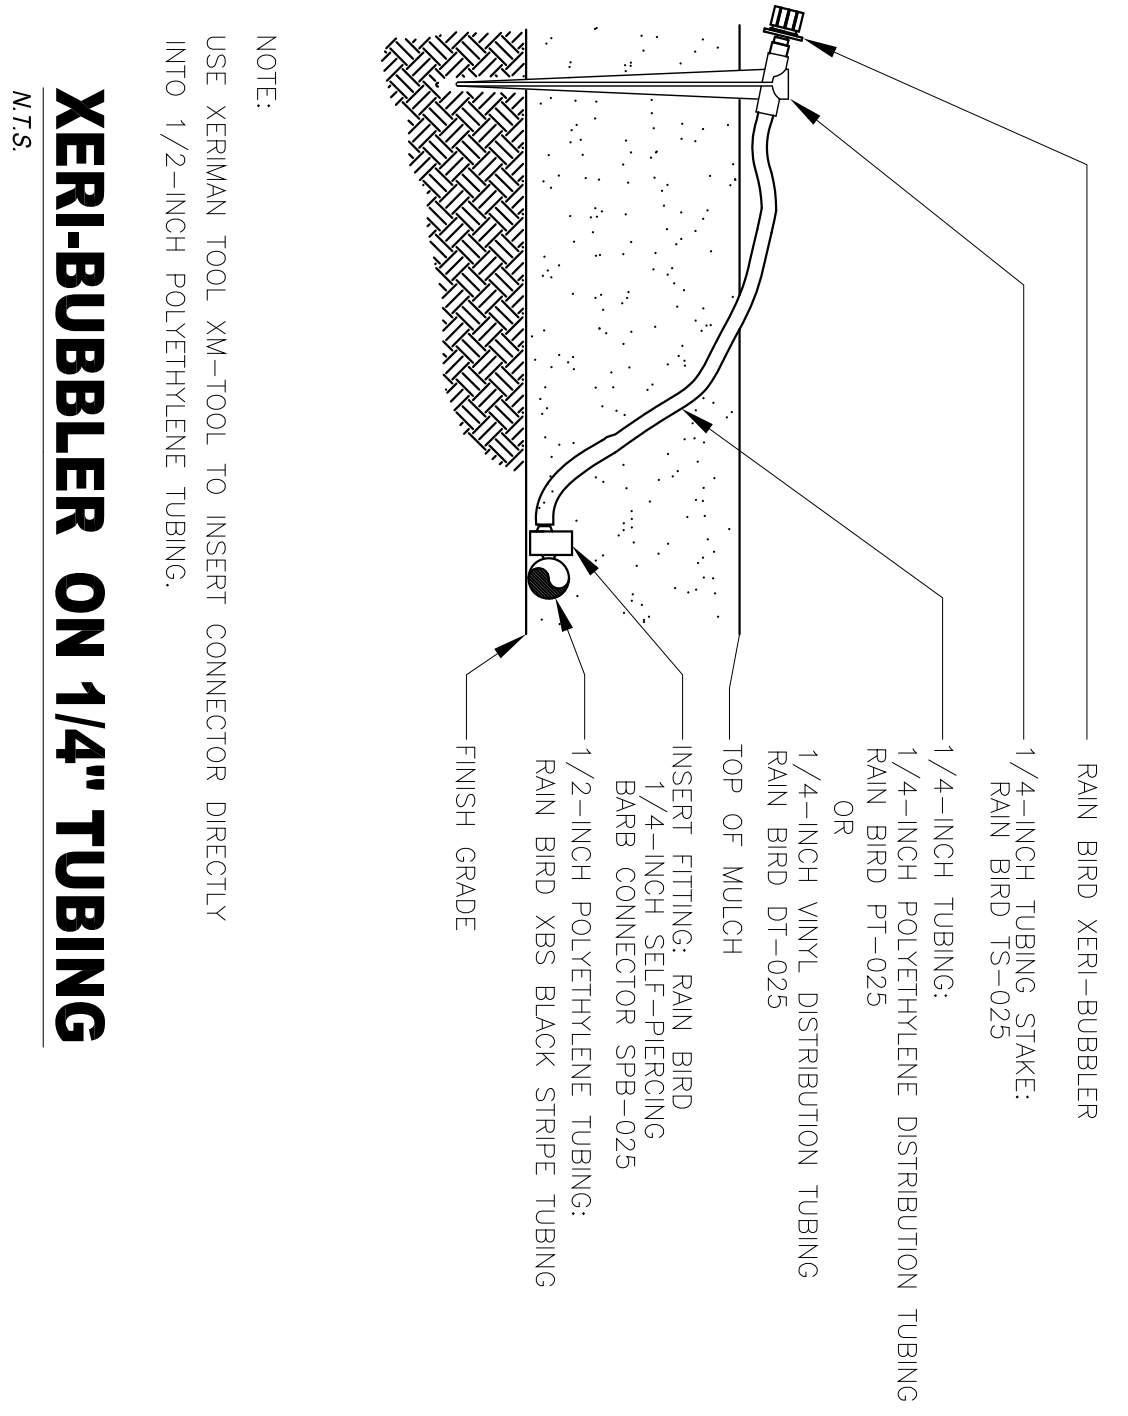 RAIN BIRD XERI-BUBBLER
1/4-INCH TUBING STAKE:
RAIN BIRD TS-025
1/4-INCH TUBING:
1/4-INCH POLYETHYLENE DISTRIBUTION TUBING
RAIN BIRD PT-025
OR
1/4-INCH VINYL DISTRIBUTION TUBING
RAIN BIRD DT-025
TOP OF MULCH
INSERT FITTING: RAIN BIRD
1/4-INCH SELF-PIERCING
BARB CONNECTOR SPB-025
1/2-INCH POLYETHYLENE TUBING:
RAIN BIRD XBS BLACK STRIPE TUBING
FINISH GRADE
NOTE:
USE XERIMAN TOOL XM-TOOL TO INSERT CONNECTOR DIRECTLY
INTO 1/2-INCH POLYETHYLENE TUBING.
XERI-BUBBLER ON 1/4" TUBING
N.T.S.